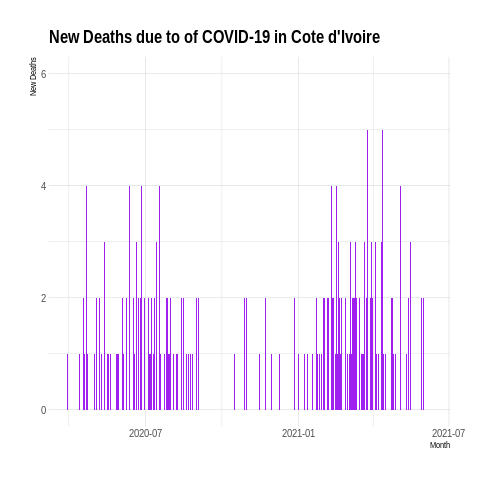 New Deaths due to of COVID-19 in Cote d'Ivoire
New Deaths
6
4
2
0
2020-07
2021-01
2021-07
Month